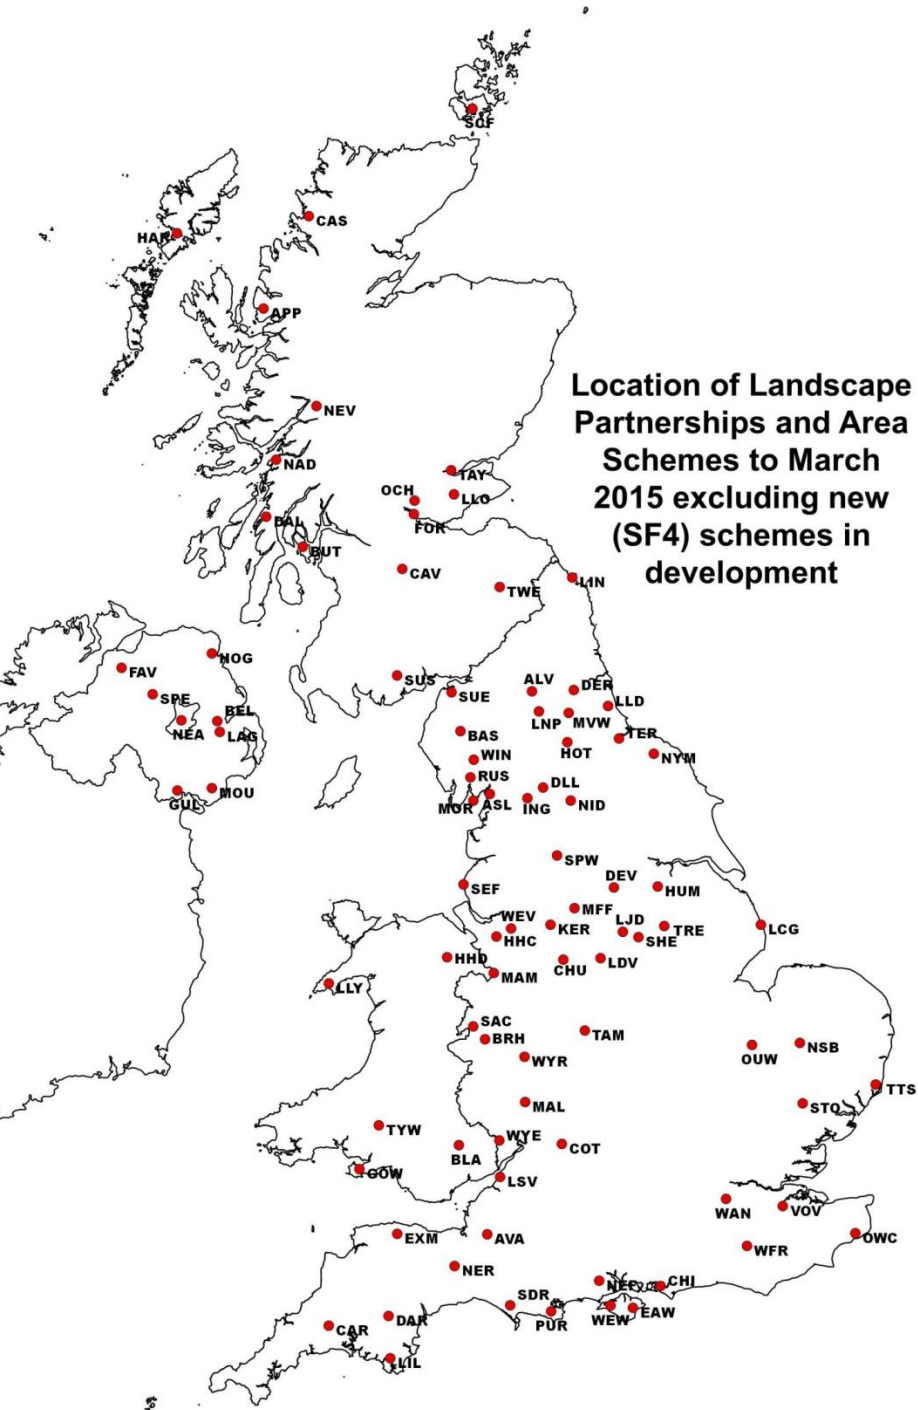 SCF
CAS
HAR
APP
Location of Landscape
Partnerships and Area
Schemes to March
2015 excluding new
(SF4) schemes in
development
NEV
NAD
TAY
OCH
LLO
FOR
DAL
BUT
CAV
TWE
LIN
HOG
FAV
SUS
ALV
DER
SPE
SUE
LLD
BEL
LNP
MVW
NEA
LAG
BAS
TER
HOT
NYM
WIN
RUS
DLL
MOU
GUL
MOR
ASL
ING
NID
SPW
DEV
SEF
HUM
MFF
WEV
LJD
KER
TRE
LCG
HHC
SHE
HHD
CHU
LDV
MAM
LLY
SAC
BRH
TAM
OUW
NSB
WYR
TTS
MAL
STO
TYW
WYE
COT
BLA
GOW
LSV
WAN
VOV
EXM
AVA
OWC
WFR
NER
NEF
CHI
SDR
DAR
PUR
WEW
EAW
CAR
LIL